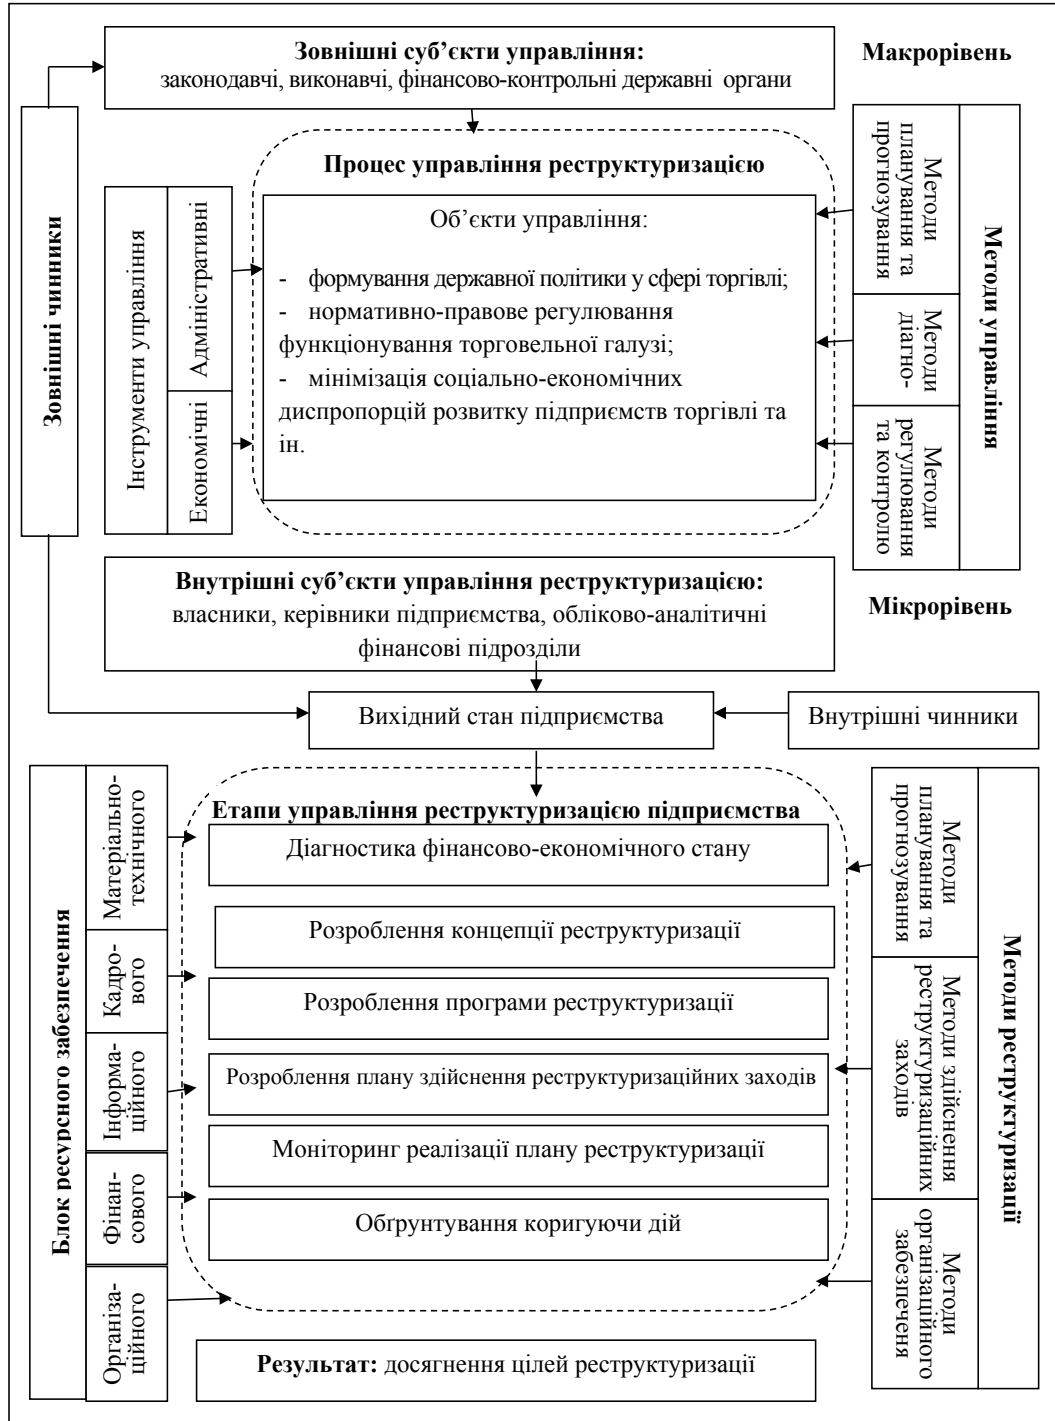 Зовнішні суб’єкти управління:
законодавчі, виконавчі, фінансово-контрольні державні органи
Макрорівень
Зовнішні чинники
Інструменти управління
Адміністративні
Економічні
Процес управління реструктуризацією
Об’єкти управління:
- формування державної політики у сфері торгівлі;
- нормативно-правове регулювання
функціонування торговельної галузі;
- мінімізація соціально-економічних
диспропорцій розвитку підприємств торгівлі та
ін.
Методи
планування та
прогнозування
Методи
діагно-
Методи
регулювання
та контролю
Методи управління
Внутрішні суб’єкти управління реструктуризацією:
власники, керівники підприємства, обліково-аналітичні
фінансові підрозділи
Мікрорівень
Вихідний стан підприємства
Внутрішні чинники
Блок ресурсного забезпечення
Матеріально-
технічного
Кадро-
вого
Інформа-
ційного
Фінан-
сового
Організа-
ційного
Етапи управління реструктуризацією підприємства
Діагностика фінансово-економічного стану
Розроблення концепції реструктуризації
Розроблення програми реструктуризації
Розроблення плану здійснення реструктуризаційних заходів
Моніторинг реалізації плану реструктуризації
Обґрунтування коригуючи дій
Методи
планування та
прогнозування
Методи здійснення
реструктуризаційних
заходів
Методи
організаційного
забезпеченя
Методи реструктуризації
Результат: досягнення цілей реструктуризації